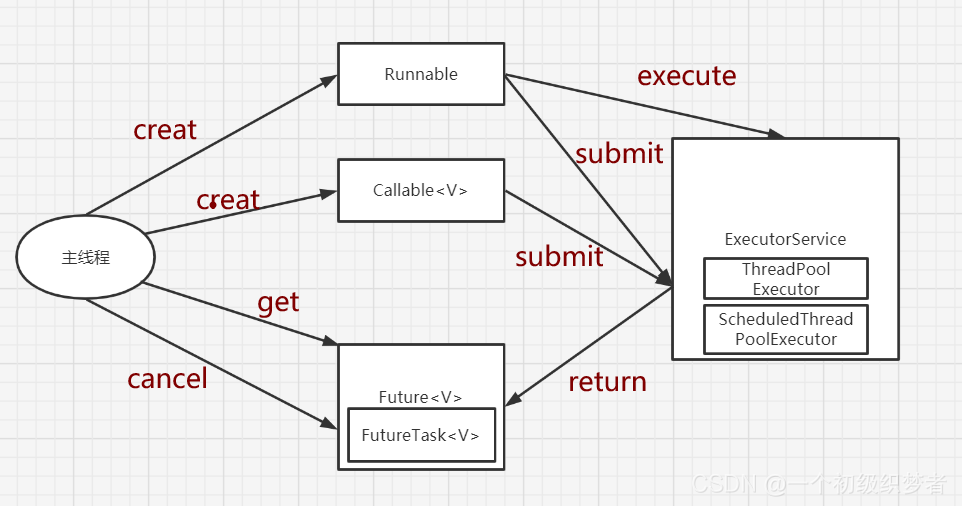 Runnable
execute
creat
submit
Callable<V>
creat
ExecutorService
主线程
submit
ThreadPool
Executor
get
ScheduledThread
PoolExecutor
cancel
return
Future<V>
FutureTask<V>
CSDN @一个初级织梦者